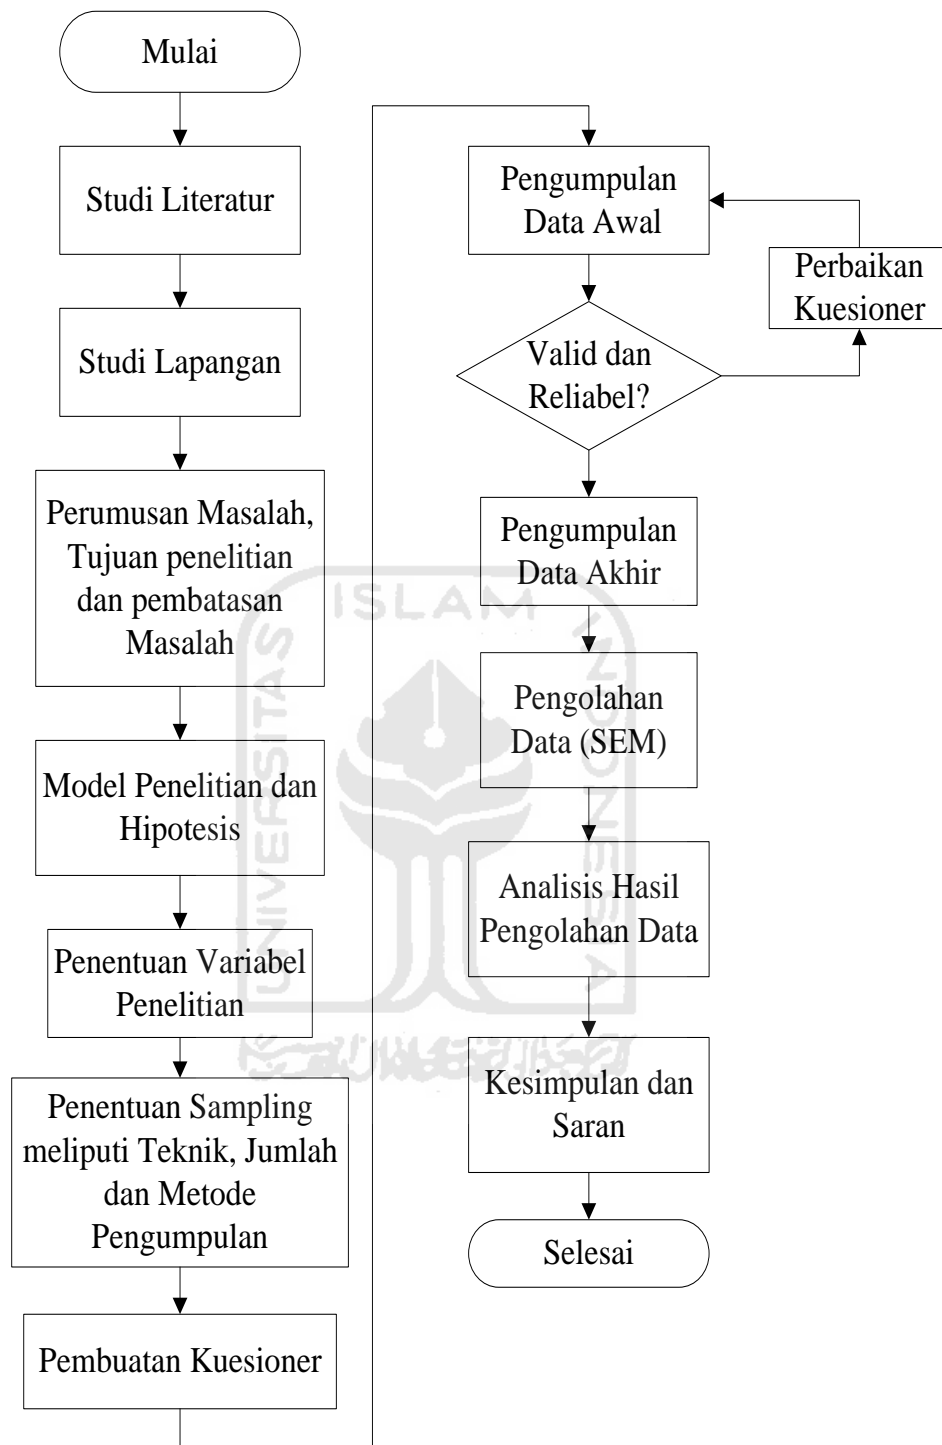 Mulai
Studi Literatur
Studi Lapangan
Perumusan Masalah,
Tujuan penelitian
dan pembatasan
Masalah
Model Penelitian dan
Hipotesis
Penentuan Variabel
Penelitian
Penentuan Sampling
meliputi Teknik, Jumlah
dan Metode
Pengumpulan
Pembuatan Kuesioner
Pengumpulan
Data Awal
Perbaikan
Kuesioner
Valid dan
Reliabel?
Pengumpulan
Data Akhir
Pengolahan
Data (SEM)
Analisis Hasil
Pengolahan Data
Kesimpulan dan
Saran
Selesai
UNIVERSITAS
ISLAM
INDONESIA